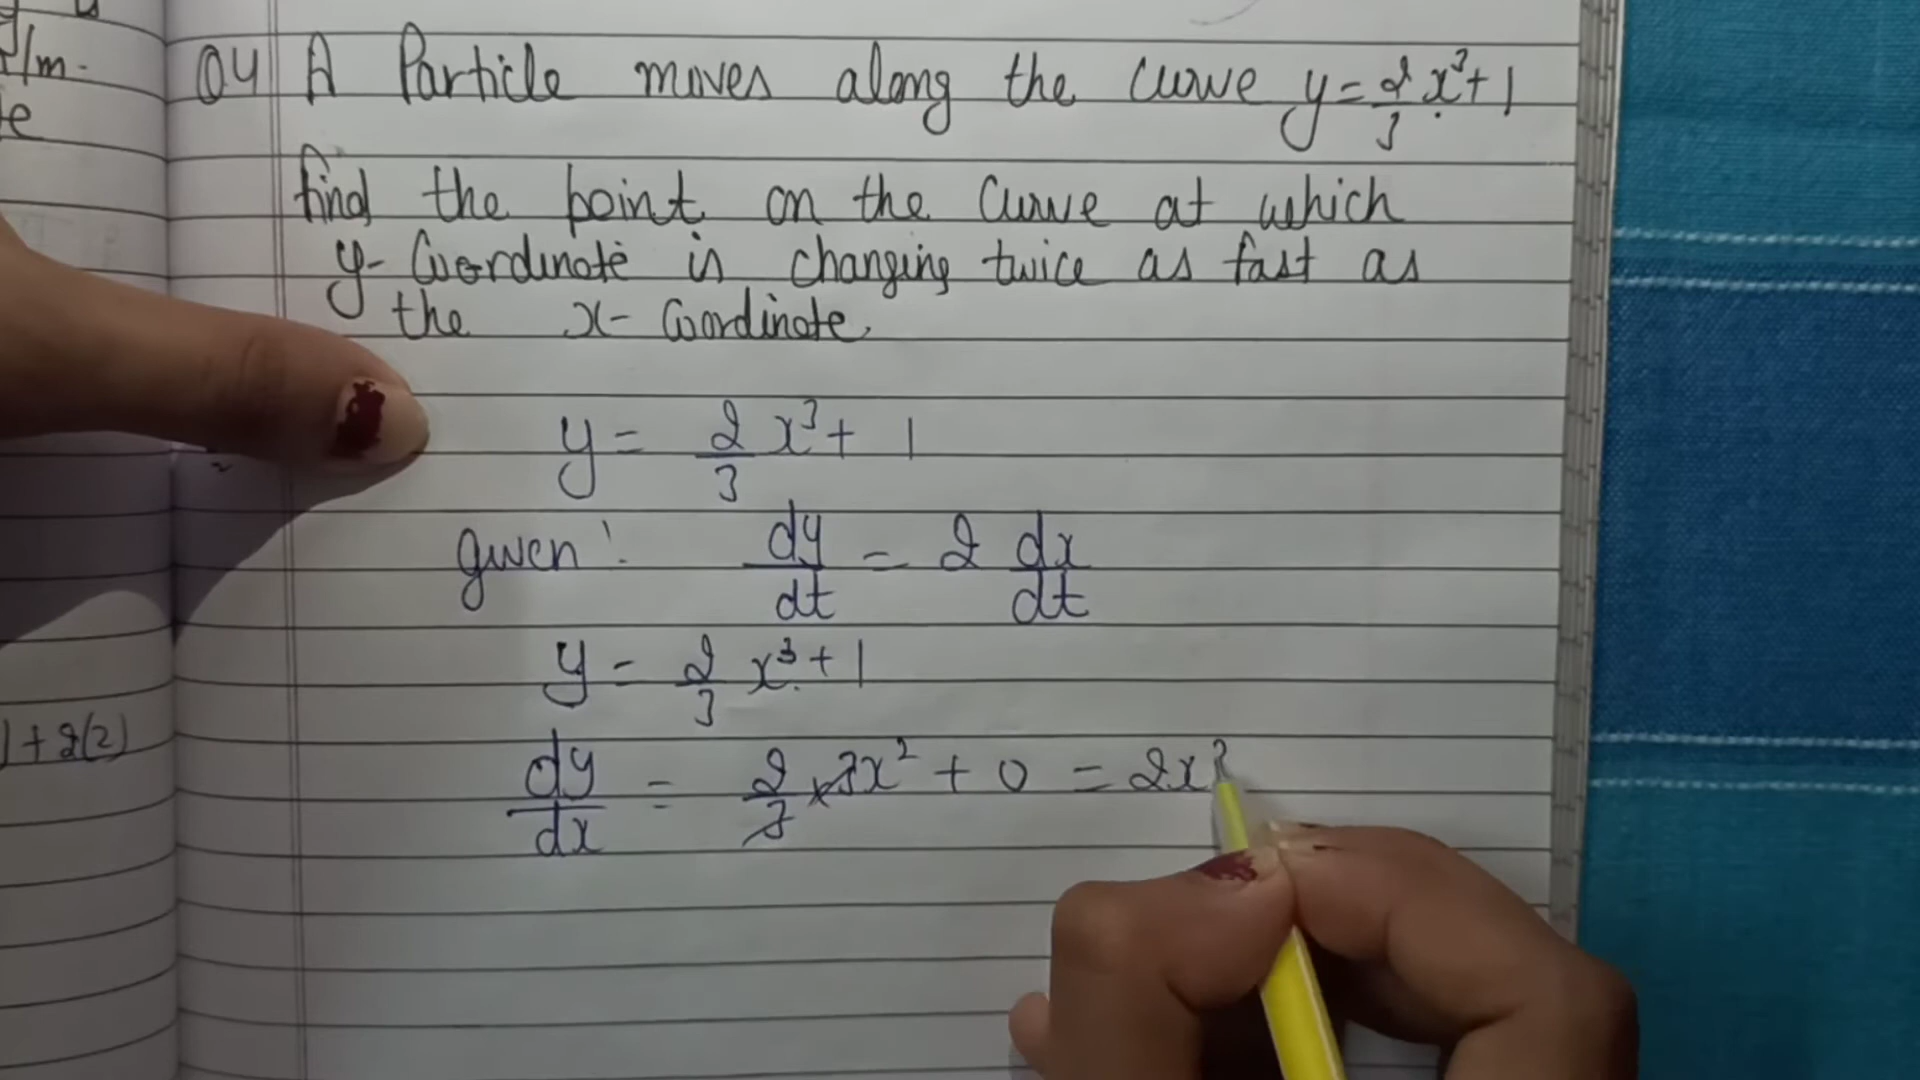 Q4 A Particle moves along the curve y = 2/3 x³ + 1
find the point on the curve at which
y- Coordinate is changing twice as fast as
the x- Coordinate
y = 2/3 x³ + 1
given : dy/dt = 2 dx/dt
y = 2/3 x³ + 1
dy/dx = 2/3 × 3x² + 0 = 2x²
/m.
e
) + 2(2)